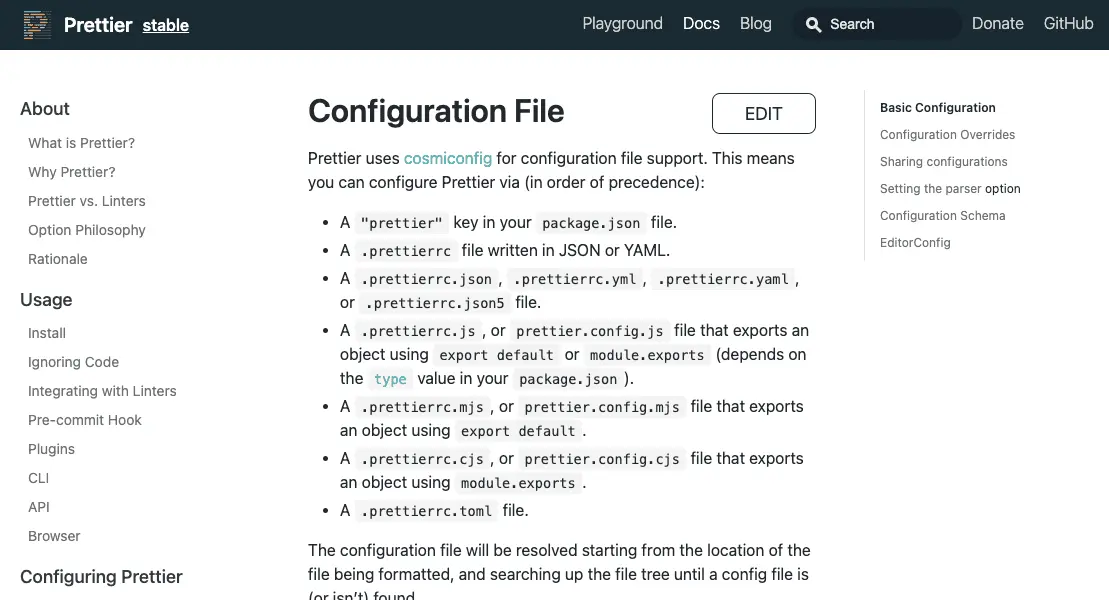 Prettier stable
Playground Docs Blog Search Donate GitHub
About
What is Prettier?
Why Prettier?
Prettier vs. Linters
Option Philosophy
Rationale
Usage
Install
Ignoring Code
Integrating with Linters
Pre-commit Hook
Plugins
CLI
API
Browser
Configuring Prettier
Configuration File
EDIT
Prettier uses cosmiconfig for configuration file support. This means
you can configure Prettier via (in order of precedence):
• A "prettier" key in your package.json file.
• A .prettierrc file written in JSON or YAML.
• A .prettierrc.json, .prettierrc.yml, .prettierrc.yaml,
or .prettierrc.json5 file.
• A .prettierrc.js, or prettier.config.js file that exports an
object using export default or module.exports (depends on
the type value in your package.json).
• A .prettierrc.mjs, or prettier.config.mjs file that exports
an object using export default.
• A .prettierrc.cjs, or prettier.config.cjs file that exports
an object using module.exports.
• A .prettierrc.toml file.
The configuration file will be resolved starting from the location of the
file being formatted, and searching up the file tree until a config file is
(or isn't) found.
Basic Configuration
Configuration Overrides
Sharing configurations
Setting the parser option
Configuration Schema
EditorConfig